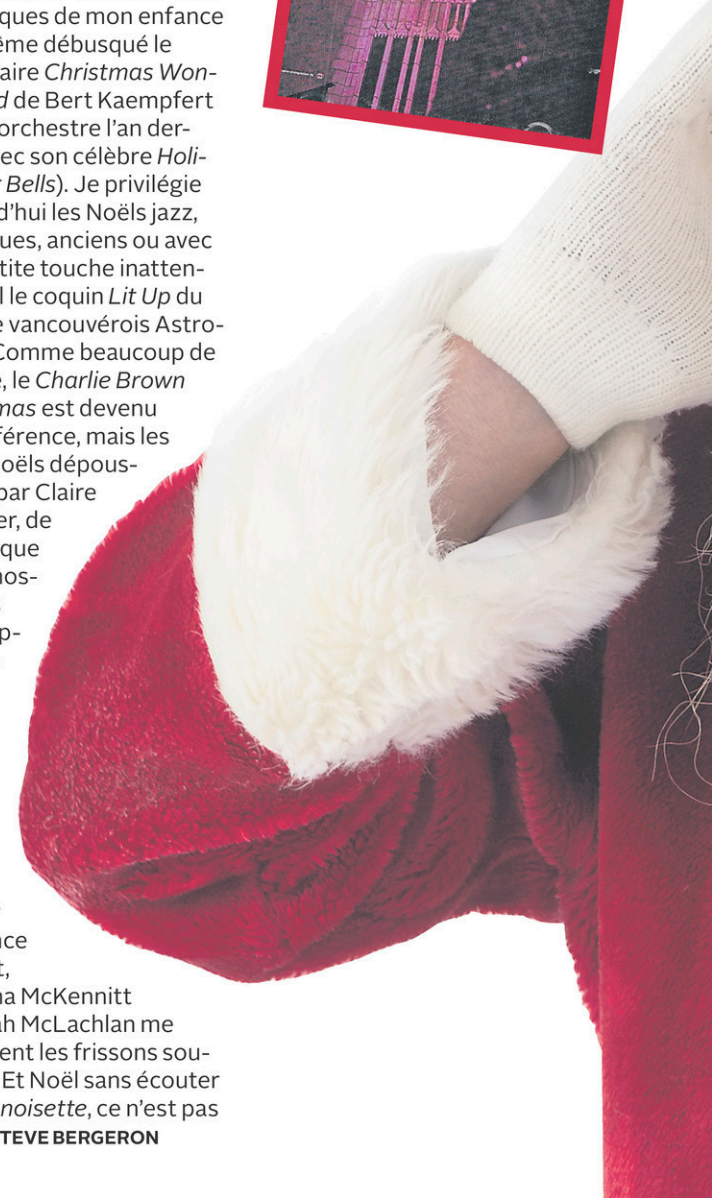 ques de mon enfance
ême débusqué le
aire Christmas Won-
d de Bert Kaempfert
orchestre l'an der-
ec son célèbre Holi-
Bells). Je privilégie
d'hui les Noëls jazz,
ues, anciens ou avec
tite touche inatten-
l le coquin Lit Up du
e vancouvérois Astro-
Comme beaucoup de
, le Charlie Brown
mas est devenu
férence, mais les
oëls dépous-
par Claire
er, de
que
nos-
p-
nce
t,
na McKennitt
ah McLachlan me
ent les frissons sou-
Et Noël sans écouter
noisette, ce n'est pas
TEVE BERGERON